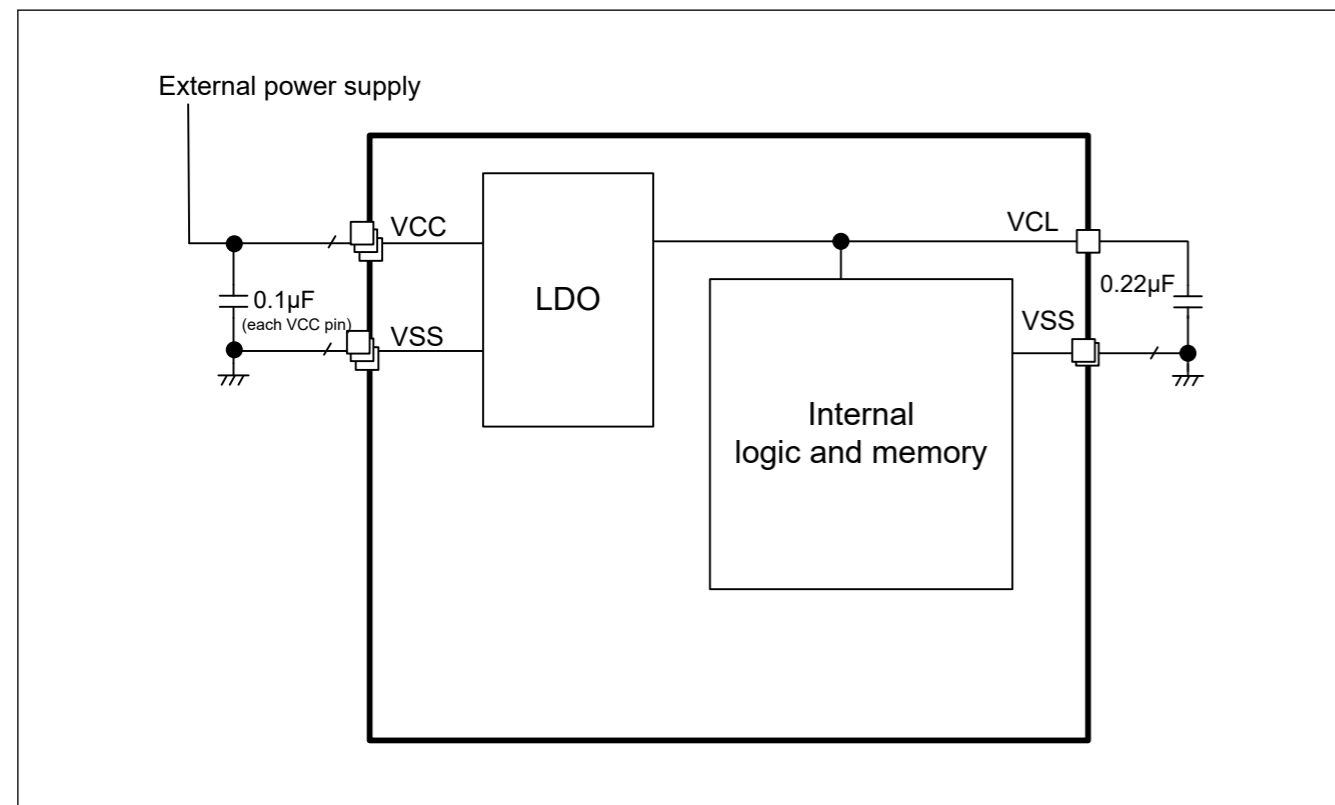 External power supply
VCC
VCL
LDO
0.1µF
(each VCC pin)
0.22µF
VSS
VSS
Internal
logic and memory